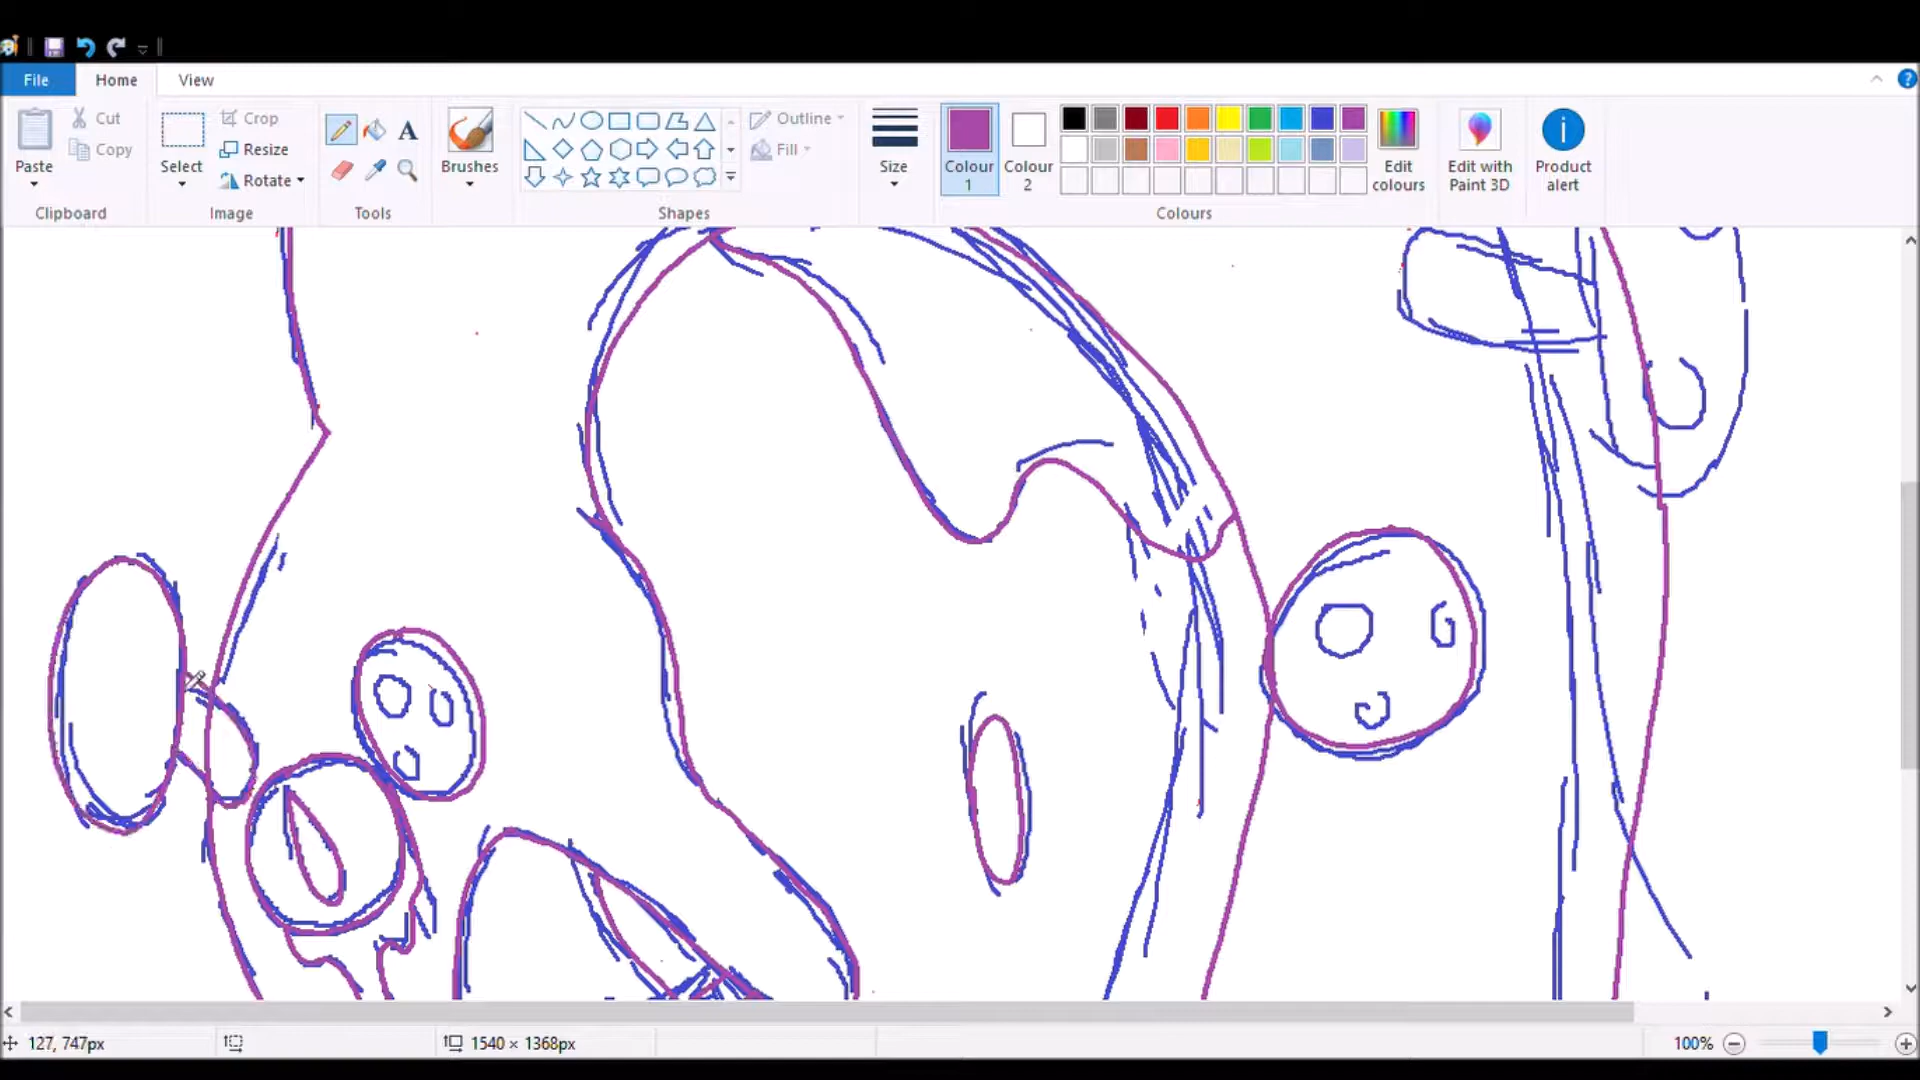 File Home View
Paste
Cut
Copy
Clipboard
Select
Crop
Resize
Rotate
Image
A
Tools
Brushes
Shapes
Outline
Fill
Size
Colour 1
Colour 2
Edit colours
Colours
Edit with Paint 3D
Product alert
127, 747px
1540 × 1368px
100%